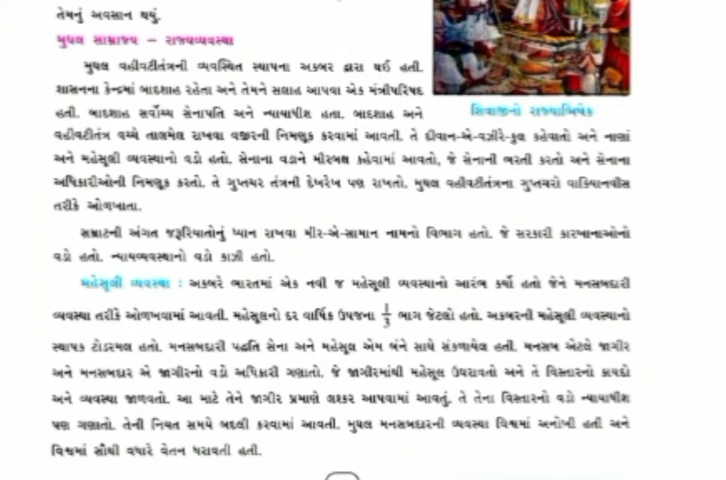 તેમનું અવસાન થયું.
મુઘલ સામ્રાજ્ય – રાજ્યવ્યવસ્થા
મુઘલ વહીવટીતંત્રની વ્યવસ્થિત સ્થાપના અકબર દ્વારા થઈ હતી.
શાસનના કેન્દ્રમાં બાદશાહ રહેતા અને તેમને સલાહ આપવા એક મંત્રીપરિષદ
હતી. બાદશાહ સર્વોચ્ચ સેનાપતિ અને ન્યાયાધીશ હતા. બાદશાહ અને
શિવાજીનો રાજ્યાભિષેક
વહીવટીતંત્ર વચ્ચે તાલમેલ રાખવા વજીરની નિમણૂક કરવામાં આવતી. તે દીવાન-એ-વઝીરે-કુલ કહેવાતો અને નાણાં
અને મહેસૂલી વ્યવસ્થાનો વડો હતો. સેનાના વડાને મીરબક્ષ કહેવામાં આવતો, જે સેનાની ભરતી કરતો અને સેનાના
અધિકારીઓની નિમણૂક કરતો. તે ગુપ્તચર તંત્રની દેખરેખ પણ રાખતો. મુઘલ વહીવટીતંત્રના ગુપ્તચરો વાકિયાનવીસ
તરીકે ઓળખાતા.
સમ્રાટની અંગત જરૂરિયાતોનું ધ્યાન રાખવા મીર-એ-સામાન નામનો વિભાગ હતો. જે સરકારી કારખાનાઓનો
વડો હતો. ન્યાયવ્યવસ્થાનો વડો કાઝી હતો.
મહેસૂલી વ્યવસ્થા : અકબરે ભારતમાં એક નવી જ મહેસૂલી વ્યવસ્થાનો આરંભ કર્યો હતો જેને મનસબદારી
વ્યવસ્થા તરીકે ઓળખવામાં આવતી. મહેસૂલનો દર વાર્ષિક ઉપજના 1/3 ભાગ જેટલો હતો. અકબરની મહેસૂલી વ્યવસ્થાનો
સ્થાપક ટોડરમલ હતો. મનસબદારી પદ્ધતિ સેના અને મહેસૂલ એમ બંને સાથે સંકળાયેલ હતી. મનસબ એટલે જાગીર
અને મનસબદાર એ જાગીરનો વડો અધિકારી ગણાતો. જે જાગીરમાંથી મહેસૂલ ઉઘરાવતો અને તે વિસ્તારનો કાયદો
અને વ્યવસ્થા જાળવતો. આ માટે તેને જાગીર પ્રમાણે લશ્કર આપવામાં આવતું. તે તેના વિસ્તારનો વડો ન્યાયાધીશ
પણ ગણાતો. તેની નિયત સમયે બદલી કરવામાં આવતી. મુઘલ મનસબદારની વ્યવસ્થા વિશ્વમાં અનોખી હતી અને
વિશ્વમાં સૌથી વધારે વેતન ધરાવતી હતી.